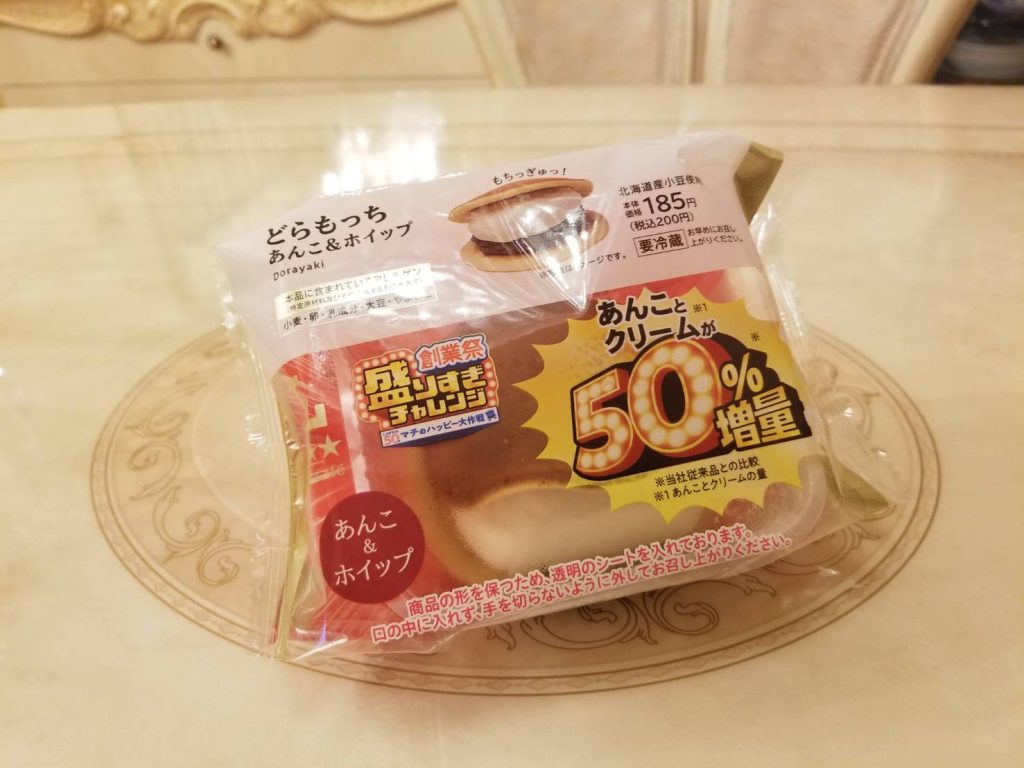 もちっぎゅっ!
どらもっち
あんこ&ホイップ
Dorayaki
北海道産小豆使用
本体価格 185円
(税込200円)
要冷蔵 お早めにお召し上がりください。
本品に含まれているアレルゲン
小麦・卵・乳成分・大豆・やまいも
あんこと※1
クリームが
50%※
増量
※当社従来品との比較
※1 あんことクリームの量
創業祭
盛りすぎ
チャレンジ
マチのハッピー大作戦
あんこ
&
ホイップ
商品の形を保つため、透明のシートを入れております。
口の中に入れず、手を切らないように外してお召し上がりください。